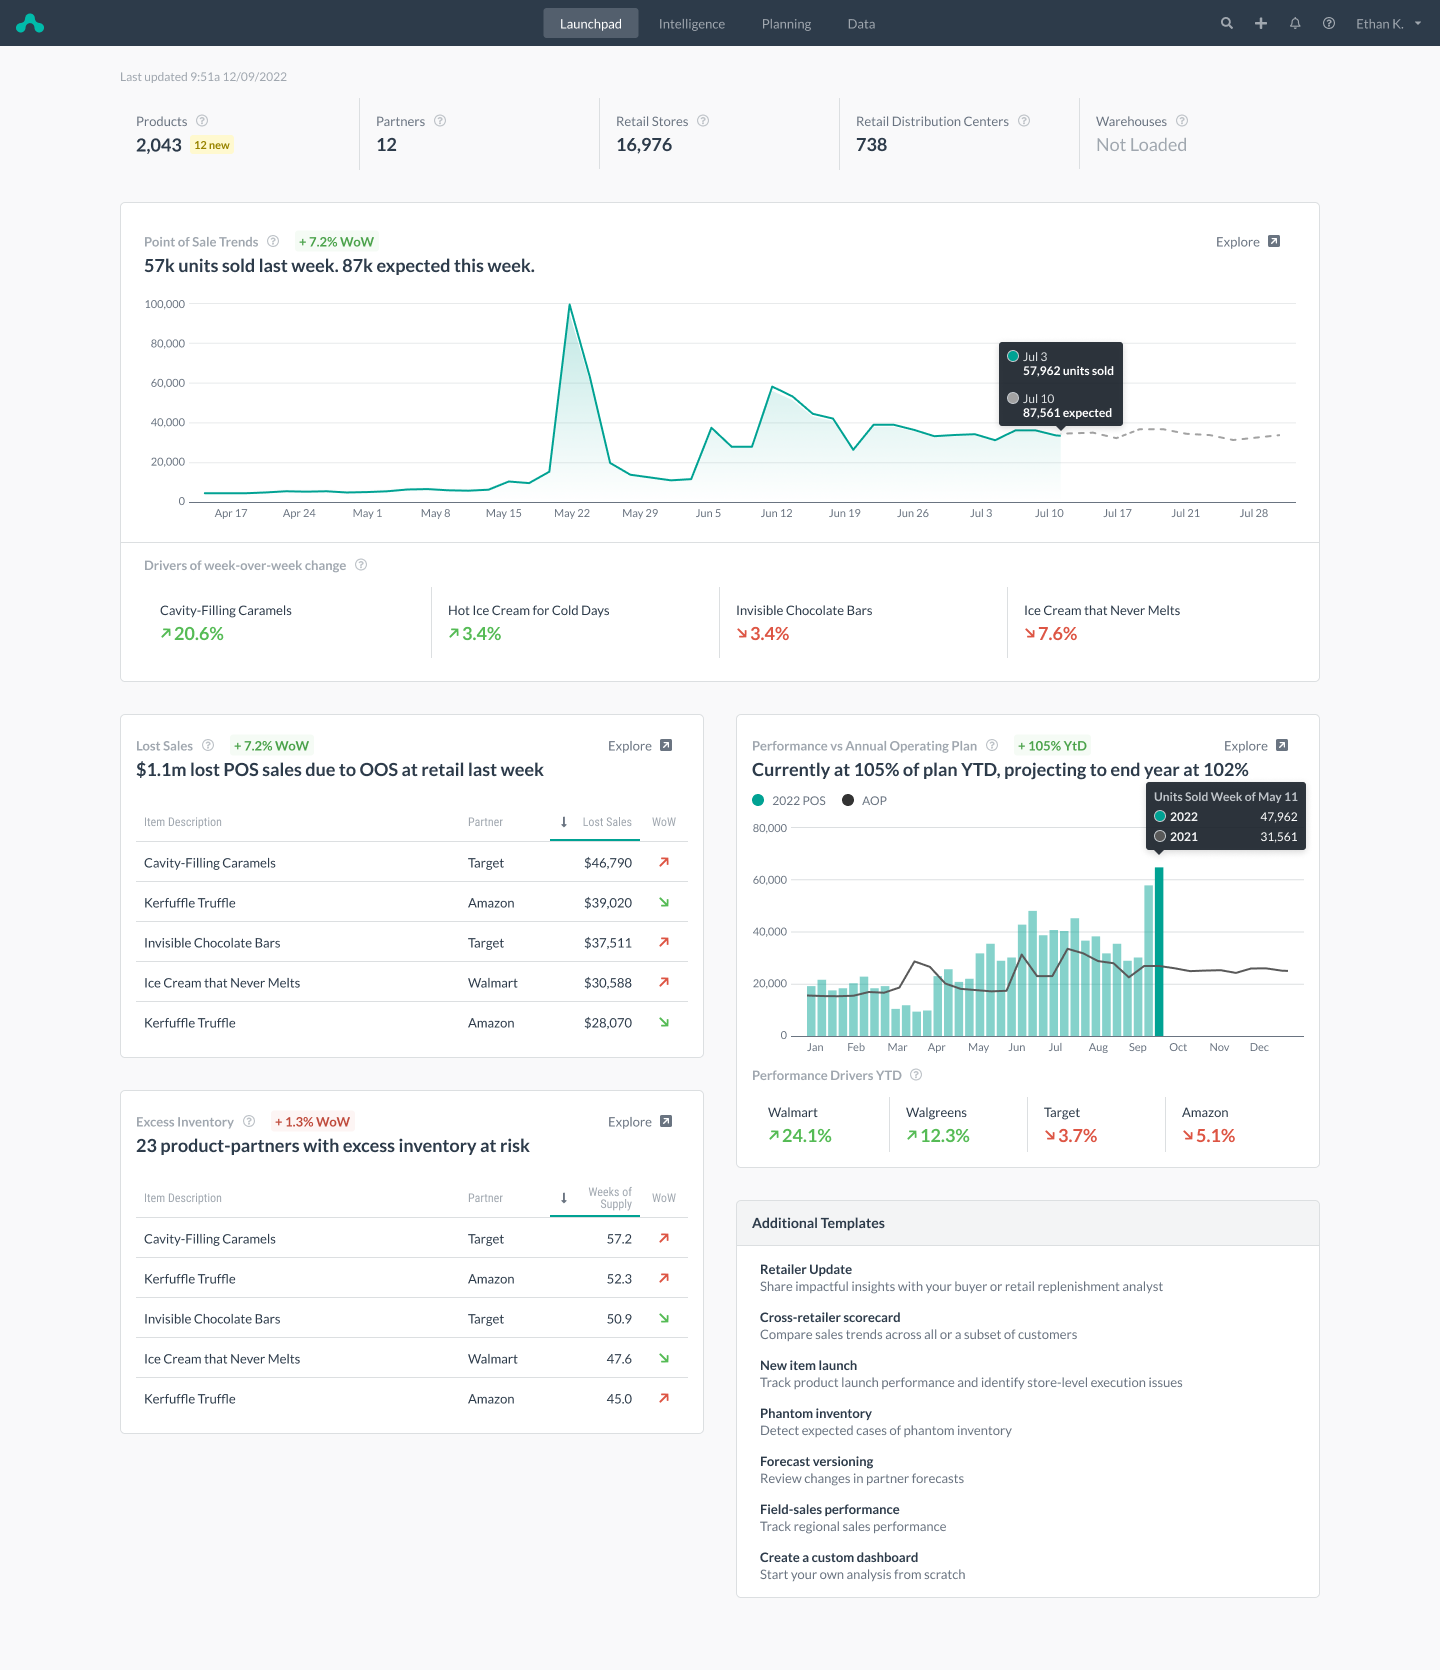 Launchpad Intelligence Planning Data Ethan K.
Last updated 9:51a 12/09/2022
Products Partners Retail Stores Retail Distribution Centers Warehouses
2,043 12 new 12 16,976 738 Not Loaded
Point of Sale Trends + 7.2% WoW Explore
57k units sold last week. 87k expected this week.
100,000
80,000
60,000
40,000
20,000
0
Jul 3
57,962 units sold
Jul 10
87,561 expected
Apr 17 Apr 24 May 1 May 8 May 15 May 22 May 29 Jun 5 Jun 12 Jun 19 Jun 26 Jul 3 Jul 10 Jul 17 Jul 21 Jul 28
Drivers of week-over-week change
Cavity-Filling Caramels Hot Ice Cream for Cold Days Invisible Chocolate Bars Ice Cream that Never Melts
20.6% 3.4% 3.4% 7.6%
Lost Sales + 7.2% WoW Explore
$1.1m lost POS sales due to OOS at retail last week
Item Description Partner Lost Sales WoW
Cavity-Filling Caramels Target $46,790
Kerfuffle Truffle Amazon $39,020
Invisible Chocolate Bars Target $37,511
Ice Cream that Never Melts Walmart $30,588
Kerfuffle Truffle Amazon $28,070
Excess Inventory + 1.3% WoW Explore
23 product-partners with excess inventory at risk
Item Description Partner Weeks of Supply WoW
Cavity-Filling Caramels Target 57.2
Kerfuffle Truffle Amazon 52.3
Invisible Chocolate Bars Target 50.9
Ice Cream that Never Melts Walmart 47.6
Kerfuffle Truffle Amazon 45.0
Performance vs Annual Operating Plan + 105% YtD Explore
Currently at 105% of plan YTD, projecting to end year at 102%
2022 POS AOP
Units Sold Week of May 11
2022 47,962
2021 31,561
80,000
60,000
40,000
20,000
0
Jan Feb Mar Apr May Jun Jul Aug Sep Oct Nov Dec
Performance Drivers YTD
Walmart Walgreens Target Amazon
24.1% 12.3% 3.7% 5.1%
Additional Templates
Retailer Update
Share impactful insights with your buyer or retail replenishment analyst
Cross-retailer scorecard
Compare sales trends across all or a subset of customers
New item launch
Track product launch performance and identify store-level execution issues
Phantom inventory
Detect expected cases of phantom inventory
Forecast versioning
Review changes in partner forecasts
Field-sales performance
Track regional sales performance
Create a custom dashboard
Start your own analysis from scratch